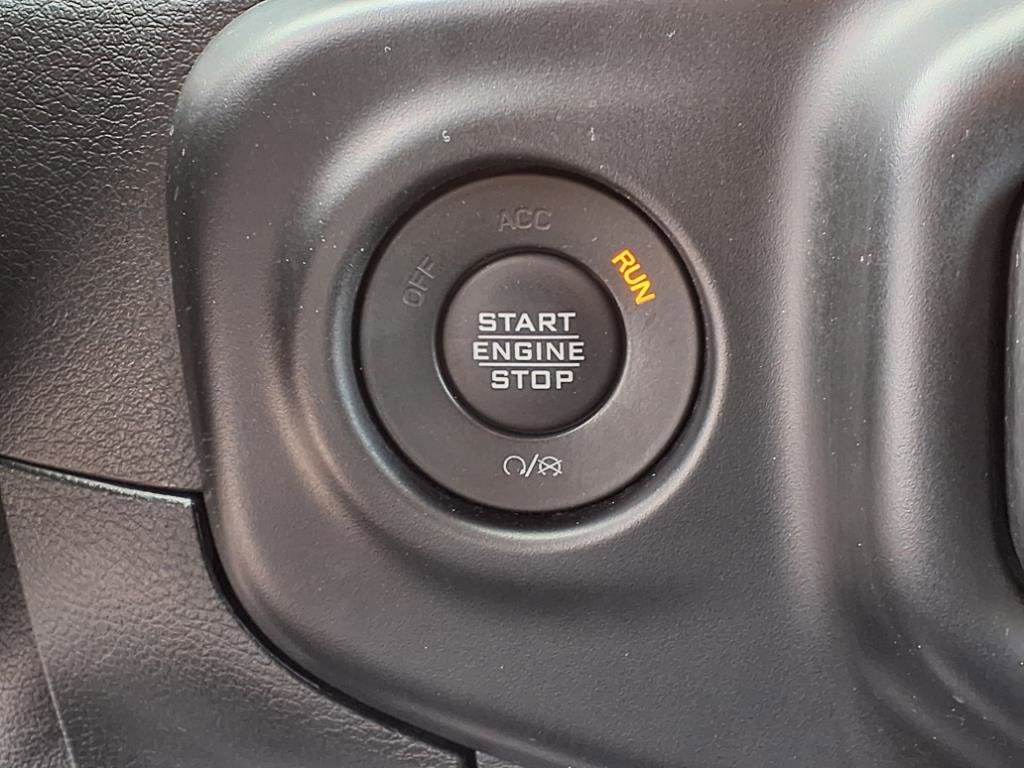 ACC
OFF
RUN
START
ENGINE
STOP